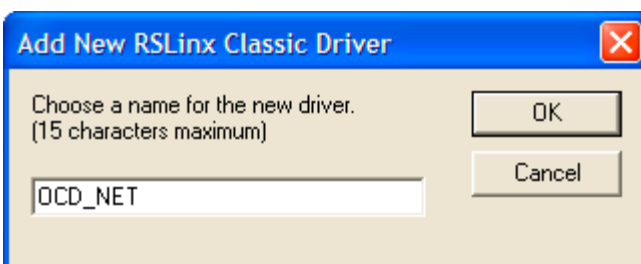 Add New RSLinx Classic Driver
Choose a name for the new driver.
(15 characters maximum)
OK
Cancel
OCD_NET